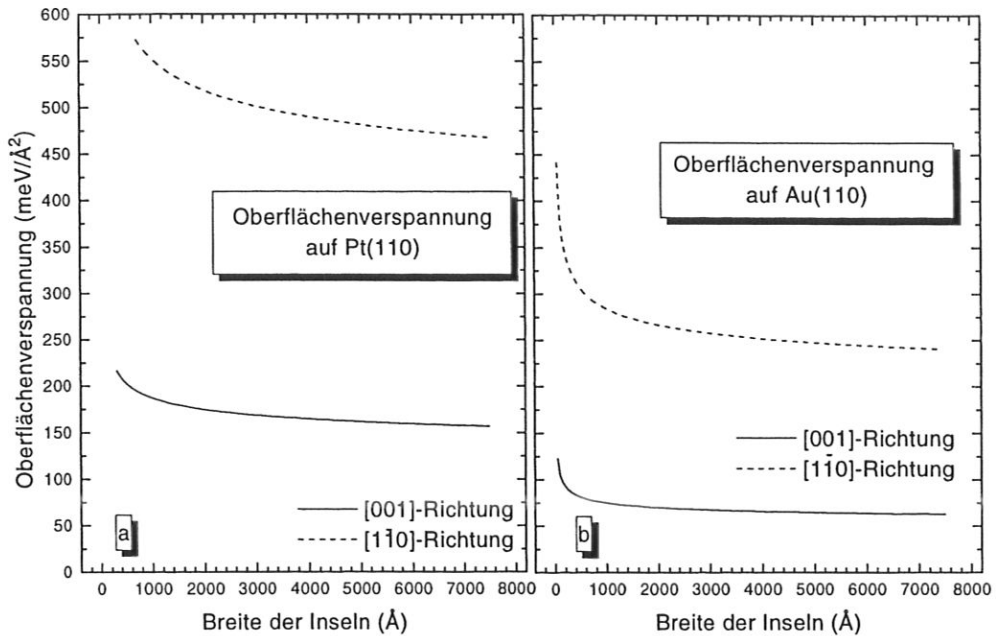 Oberflächenverspannung (meV/Å²)
600
550
500
450
400
350
300
250
200
150
100
50
0
Oberflächenverspannung
auf Pt(110)
[001]-Richtung
[11̄0]-Richtung
a
0 1000 2000 3000 4000 5000 6000 7000 8000
Breite der Inseln (Å)
Oberflächenverspannung
auf Au(110)
[001]-Richtung
[11̄0]-Richtung
b
0 1000 2000 3000 4000 5000 6000 7000 8000
Breite der Inseln (Å)